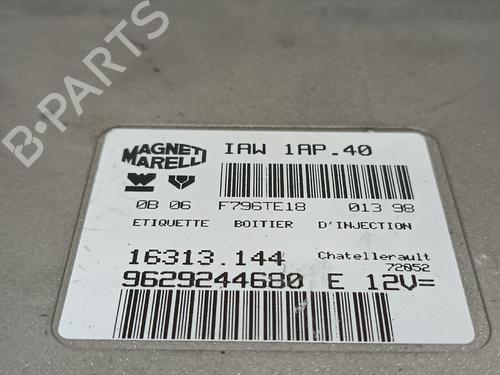 B-PARTS
MAGNETI MARELLI
IAW 1AP.40
0B 06 F796TE18 013 98
ETIQUETTE BOITIER D'INJECTION
16313.144 Chatellerault
72052
9629244680 E 12V=